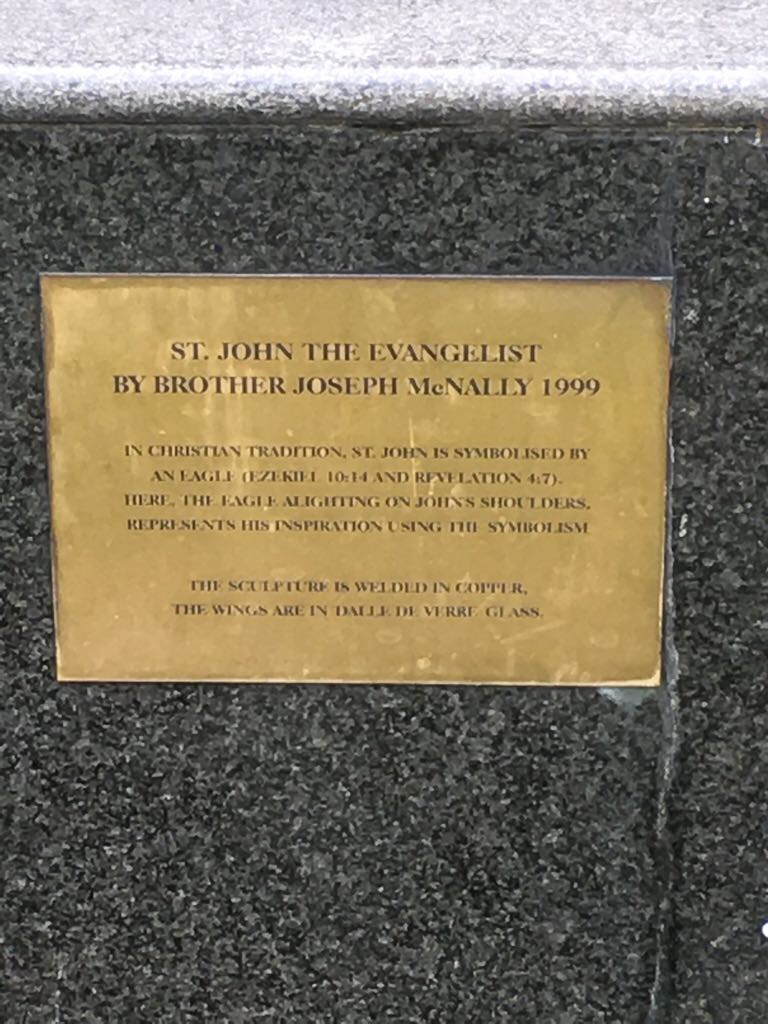 ST. JOHN THE EVANGELIST
BY BROTHER JOSEPH McNALLY 1999
IN CHRISTIAN TRADITION, ST. JOHN IS SYMBOLISED BY
AN EAGLE (EZEKIEL 10:14 AND REVELATION 4:7).
HERE, THE EAGLE ALIGHTING ON JOHN'S SHOULDERS,
REPRESENTS HIS INSPIRATION USING THE SYMBOLISM
THE SCULPTURE IS WELDED IN COPPER,
THE WINGS ARE IN DALLE DE VERRE GLASS.